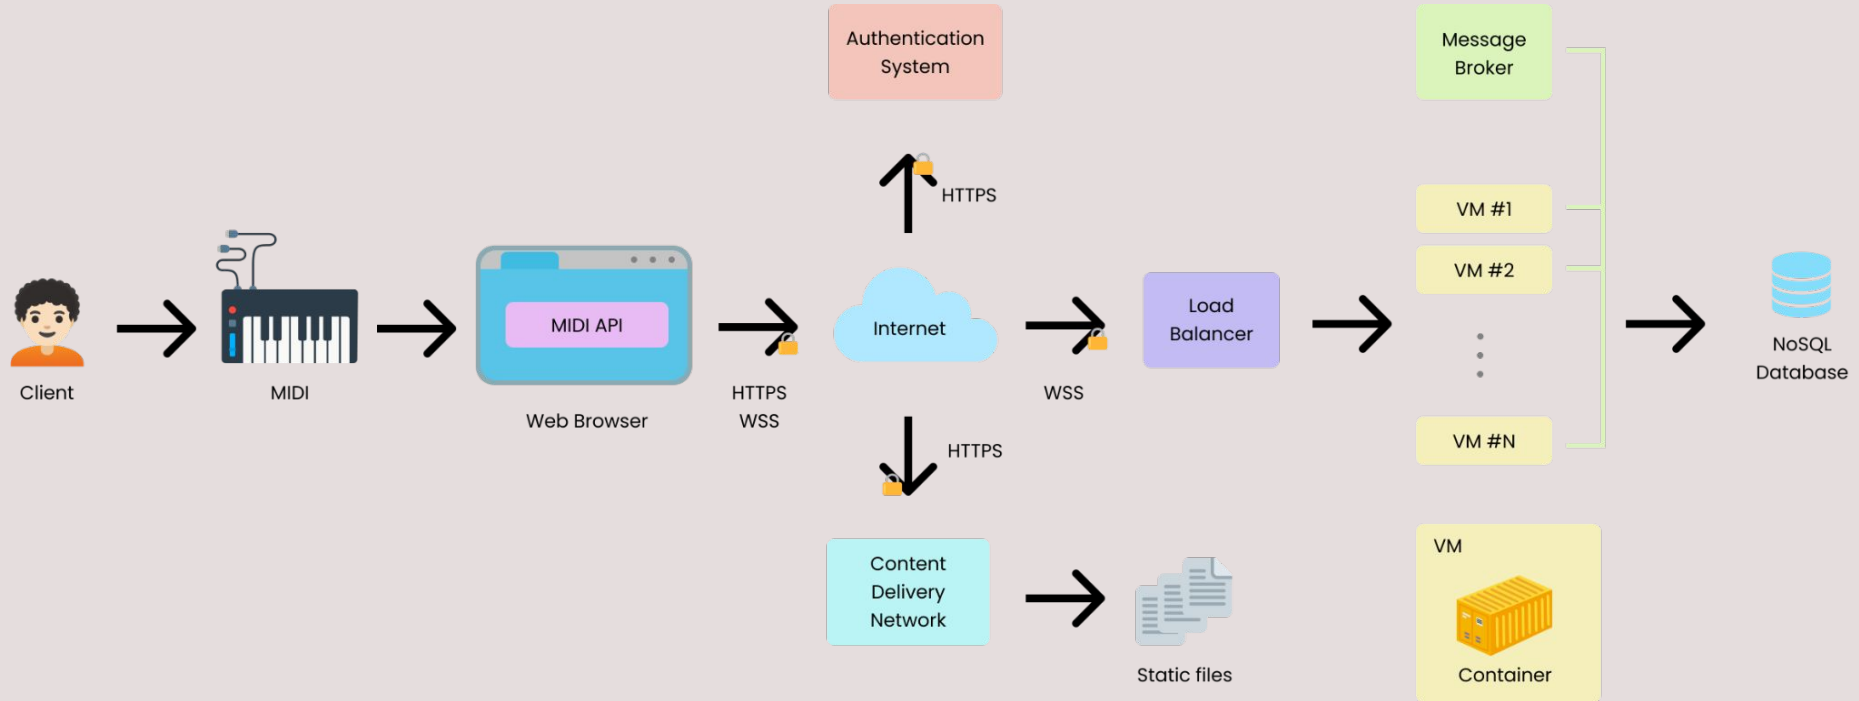 Authentication
System
Message
Broker
HTTPS
VM #1
VM #2
MIDI API
Internet
Load
Balancer
NoSQL
Database
Client
MIDI
Web Browser
HTTPS
WSS
WSS
VM #N
HTTPS
Content
Delivery
Network
Static files
VM
Container